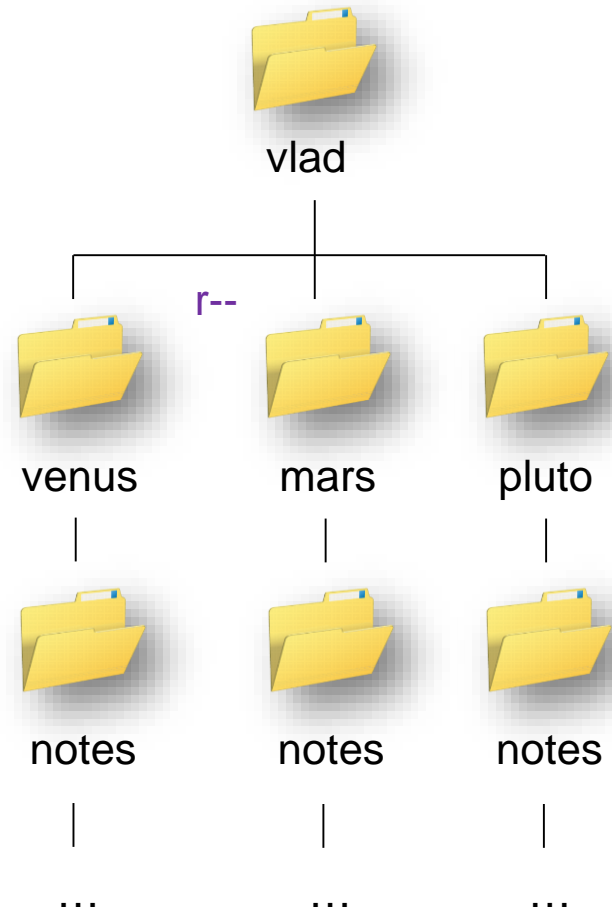 vlad
r--
venus mars pluto
notes notes notes
... ... ...